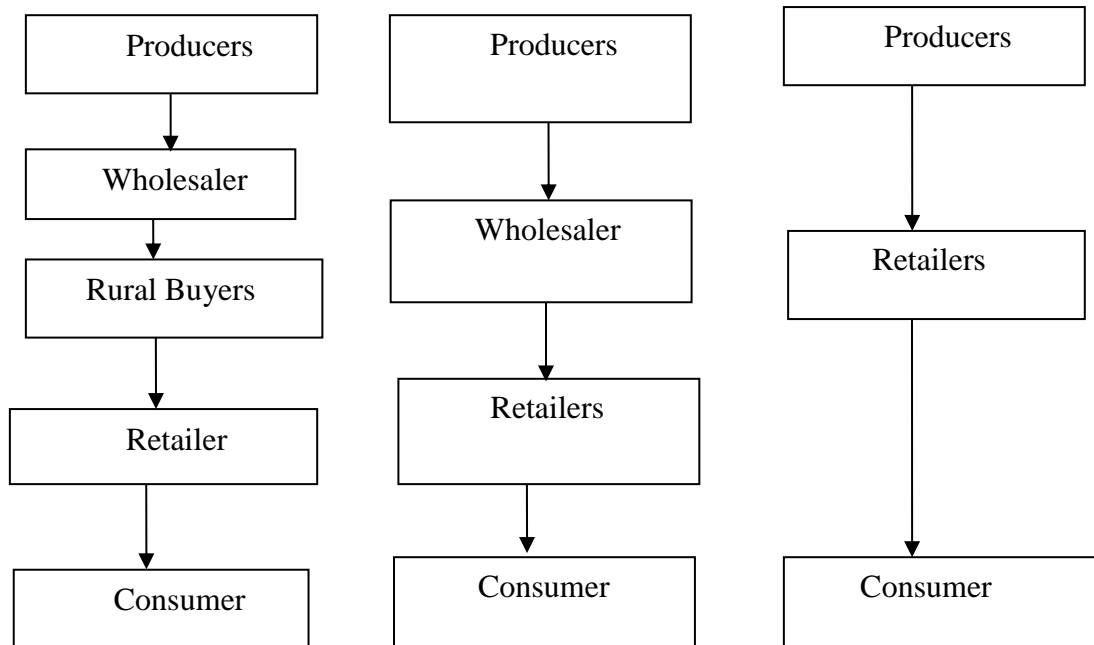 Producers
Wholesaler
Rural Buyers
Retailer
Consumer
Producers
Wholesaler
Retailers
Consumer
Producers
Retailers
Consumer